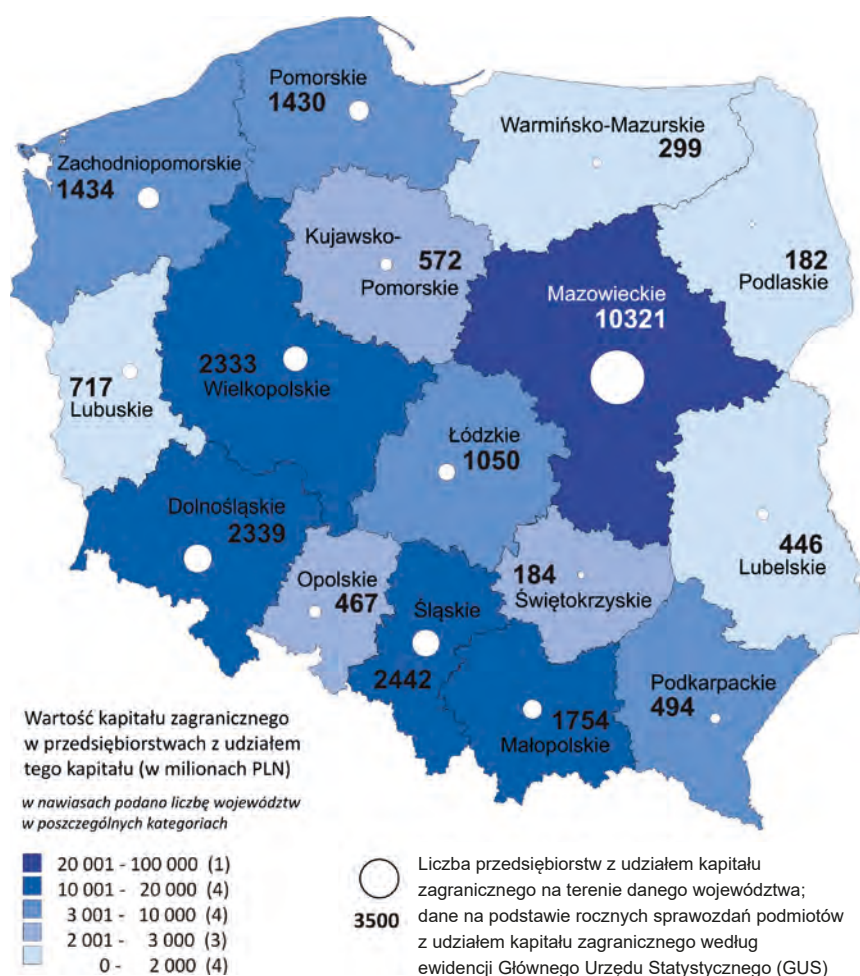 Pomorskie
1430
Warmińsko-Mazurskie
299
Zachodniopomorskie
1434
Kujawsko-
572
Pomorskie
182
Podlaskie
Mazowieckie
10321
2333
Wielkopolskie
717
Lubuskie
Łódzkie
1050
Dolnośląskie
2339
446
Lubelskie
Opolskie
467
184
Świętokrzyskie
Śląskie
2442
1754
Małopolskie
Podkarpackie
494
Wartość kapitału zagranicznego
w przedsiębiorstwach z udziałem
tego kapitału (w milionach PLN)
w nawiasach podano liczbę województw
w poszczególnych kategoriach
20 001 - 100 000 (1)
10 001 - 20 000 (4)
3 001 - 10 000 (4)
2 001 - 3 000 (3)
0 - 2 000 (4)
3500
Liczba przedsiębiorstw z udziałem kapitału
zagranicznego na terenie danego województwa;
dane na podstawie rocznych sprawozdań podmiotów
z udziałem kapitału zagranicznego według
ewidencji Głównego Urzędu Statystycznego (GUS)